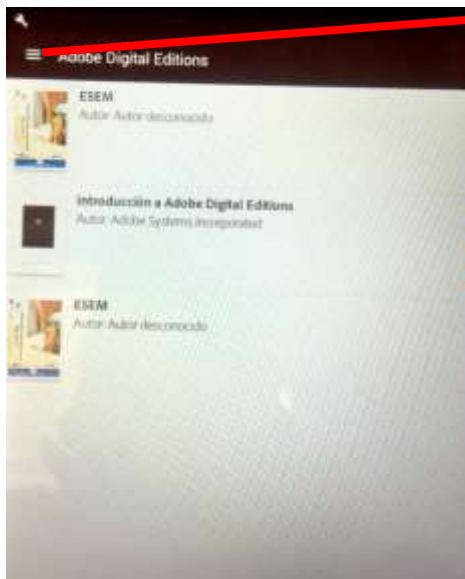 Adobe Digital Editions
ESEM
Autor: Autor desconocido
Introducción a Adobe Digital Editions
Autor: Adobe Systems Incorporated
ESEM
Autor: Autor desconocido